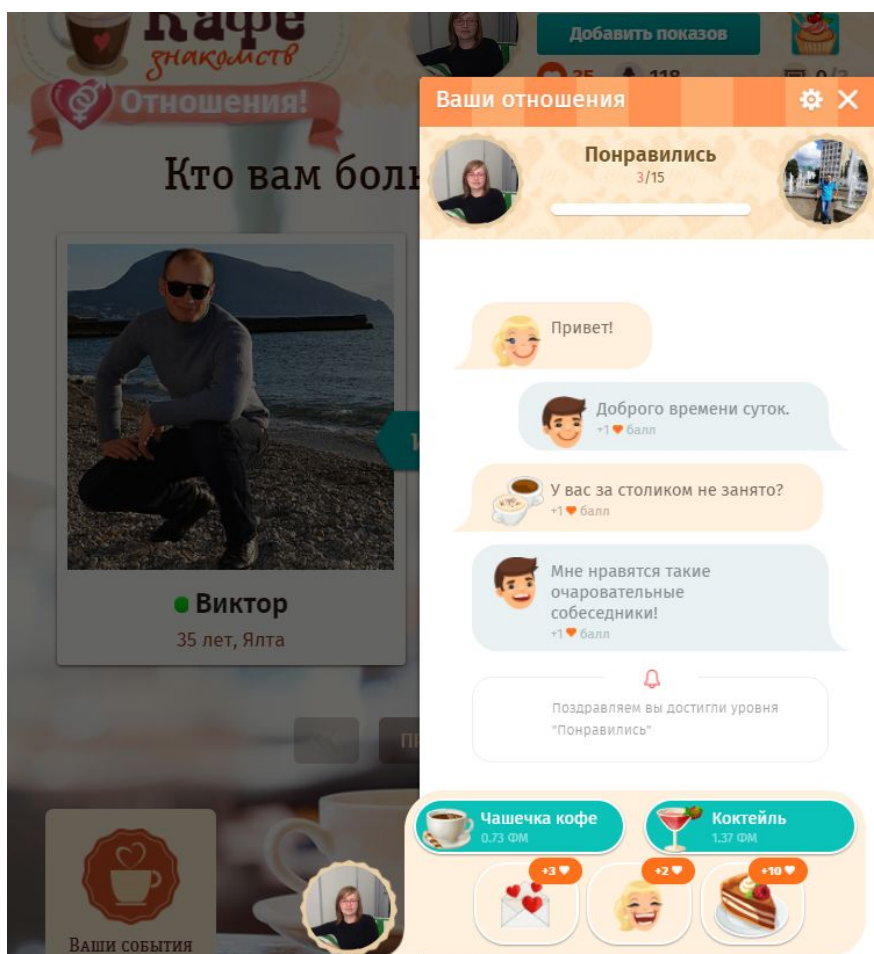 Кафе
знакомств
Отношения!
Добавить показов
35 118 0/3
Ваши отношения
Кто вам боль
Понравились
3/15
Привет!
Доброго времени суток.
+1 балл
У вас за столиком не занято?
+1 балл
Мне нравятся такие
очаровательные
собеседники!
+1 балл
Виктор
35 лет, Ялта
Поздравляем вы достигли уровня
"Понравились"
Чашечка кофе
0.73 ФМ
Коктейль
1.37 ФМ
+3
+2
+10
Ваши события